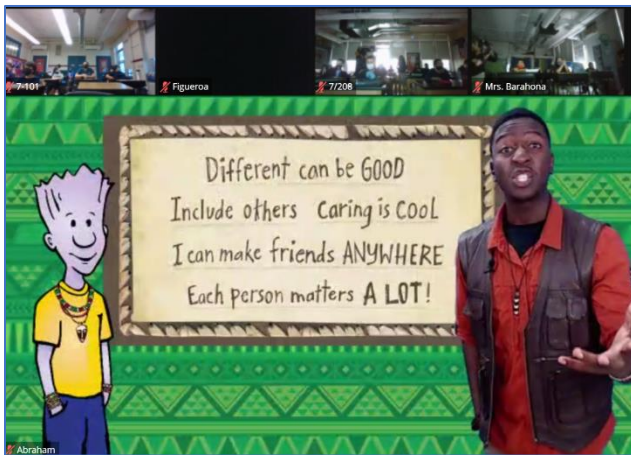 7-101
Figueroa
7/208
Mrs. Barahona
Different can be GOOD
Include others Caring is COOL
I can make friends ANYWHERE
Each person matters A LOT!
Abraham